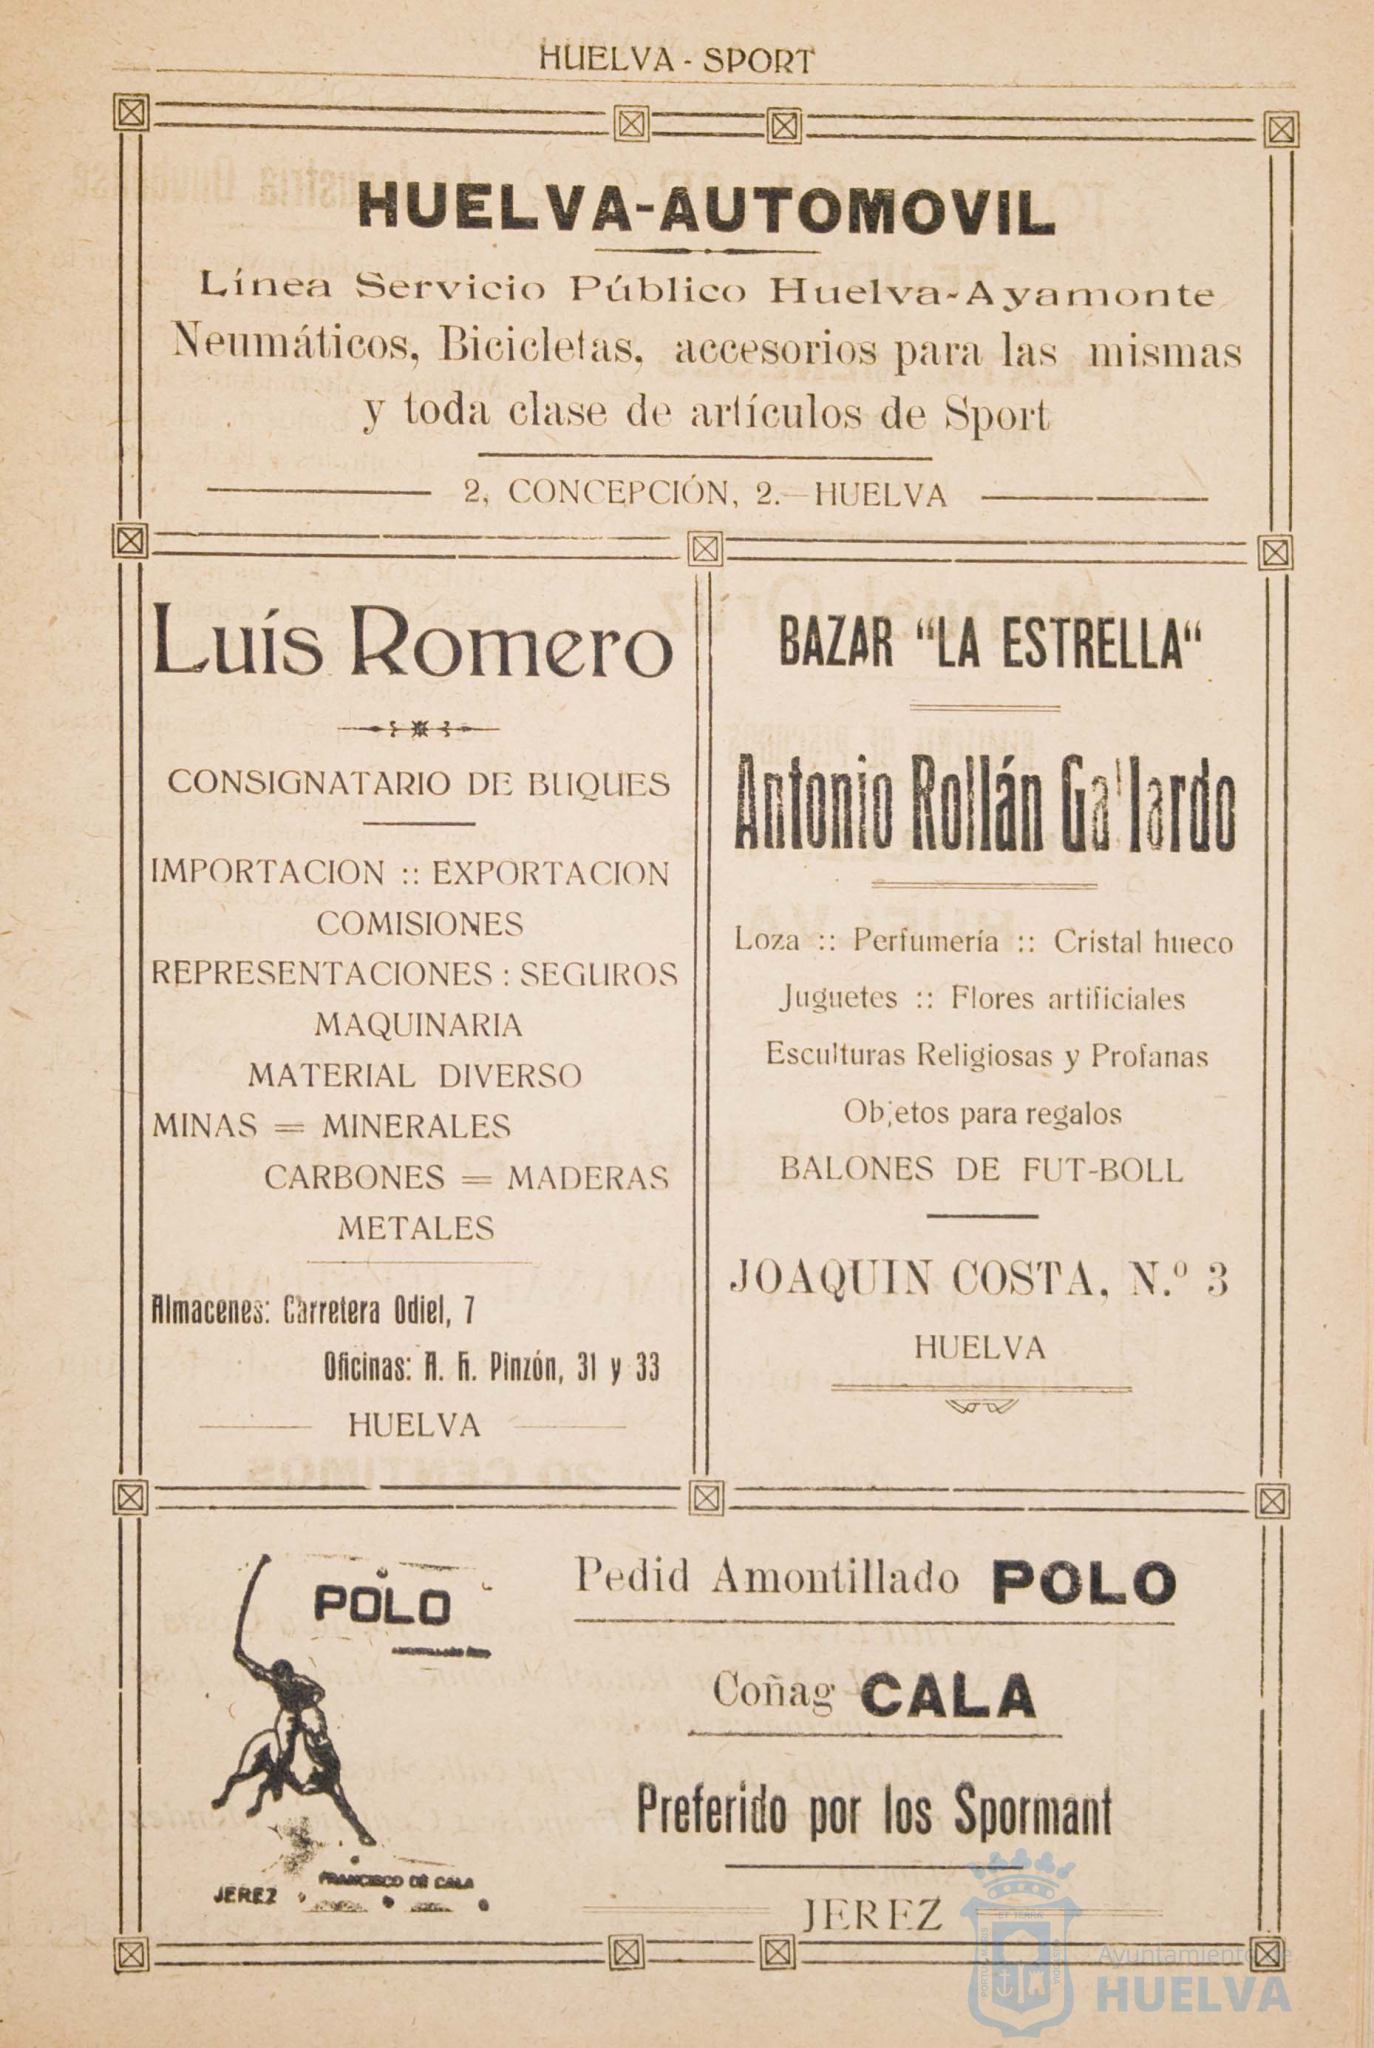 HUELVA - SPORT
HUELVA-AUTOMOVIL
Línea Servicio Público Huelva-Ayamonte
Neumáticos, Bicicletas, accesorios para las mismas
y toda clase de artículos de Sport
2, CONCEPCIÓN, 2.—HUELVA
Luís Romero
CONSIGNATARIO DE BUQUES
IMPORTACION :: EXPORTACION
COMISIONES
REPRESENTACIONES : SEGUROS
MAQUINARIA
MATERIAL DIVERSO
MINAS = MINERALES
CARBONES = MADERAS
METALES
Almacenes: Carretera Odiel, 7
Oficinas: A. H. Pinzón, 31 y 33
HUELVA
BAZAR "LA ESTRELLA"
Antonio Rollán Gallardo
Loza :: Perfumería :: Cristal hueco
Juguetes :: Flores artificiales
Esculturas Religiosas y Profanas
Objetos para regalos
BALONES DE FUT-BOLL
JOAQUIN COSTA, N.º 3
HUELVA
POLO
FRANCISCO DE CALA
JEREZ
Pedid Amontillado POLO
Coñag CALA
Preferido por los Spormant
JEREZ
Ayuntamiento de
HUELVA